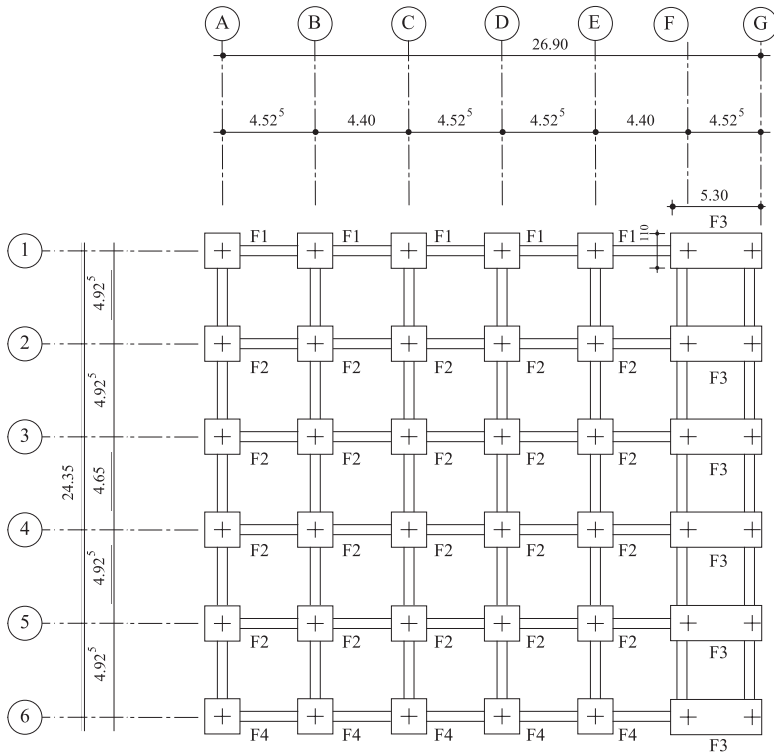 A B C D E F G
26.90
4.52⁵ 4.40 4.52⁵ 4.52⁵ 4.40 4.52⁵
5.30
F1 F1 F1 F1 F1 110 F3
1
4.92⁵
2
F2 F2 F2 F2 F2 F3
4.92⁵
3
F2 F2 F2 F2 F2 F3
24.35 4.65
4
F2 F2 F2 F2 F2 F3
4.92⁵
5
F2 F2 F2 F2 F2 F3
4.92⁵
6
F4 F4 F4 F4 F4 F3